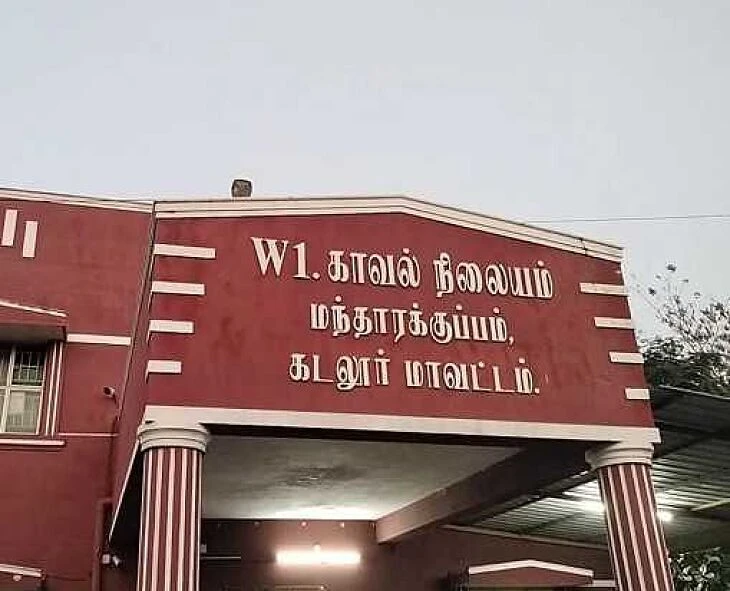 W1. காவல் நிலையம்
மந்தாரக்குப்பம்,
கடலூர் மாவட்டம்.